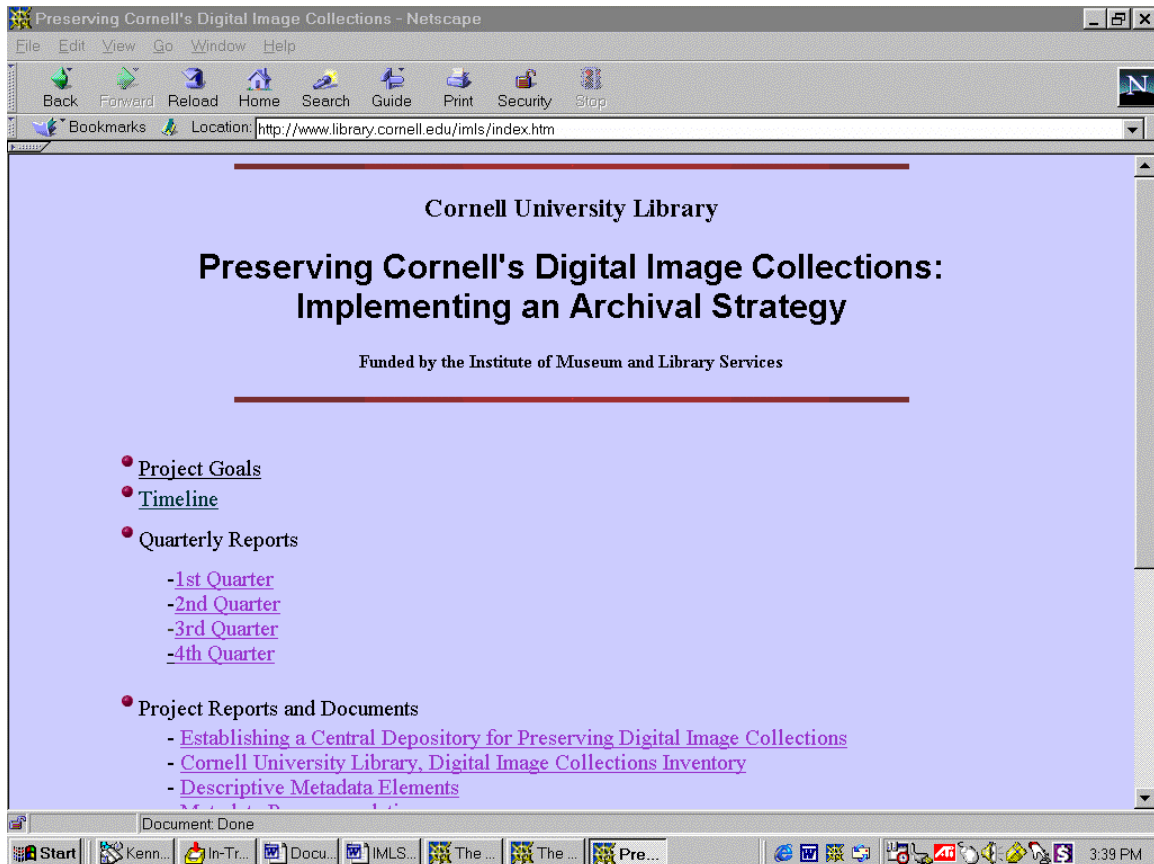 Preserving Cornell's Digital Image Collections - Netscape
File Edit View Go Window Help
Back Forward Reload Home Search Guide Print Security Stop
N
Bookmarks Location: http://www.library.cornell.edu/imls/index.htm
Cornell University Library
Preserving Cornell's Digital Image Collections:
Implementing an Archival Strategy
Funded by the Institute of Museum and Library Services
Project Goals
Timeline
Quarterly Reports
-1st Quarter
-2nd Quarter
-3rd Quarter
-4th Quarter
Project Reports and Documents
- Establishing a Central Depository for Preserving Digital Image Collections
- Cornell University Library, Digital Image Collections Inventory
- Descriptive Metadata Elements
Document: Done
Start Kenn... In-Tr... Docu... IMLS... The ... The ... Pre... 3:39 PM